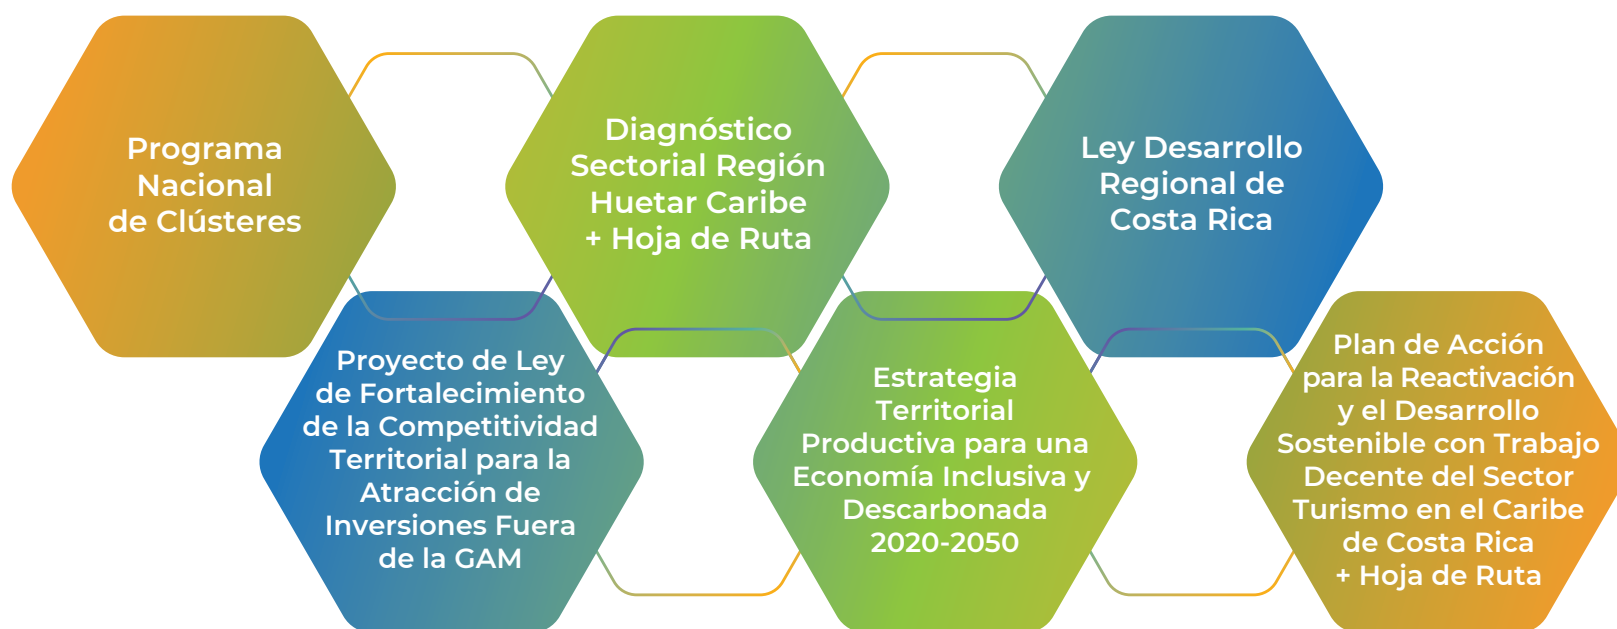 Programa
Nacional
de Clústeres
Proyecto de Ley
de Fortalecimiento
de la Competitividad
Territorial para la
Atracción de
Inversiones Fuera
de la GAM
Diagnóstico
Sectorial Región
Huetar Caribe
+ Hoja de Ruta
Estrategia
Territorial
Productiva para una
Economía Inclusiva y
Descarbonada
2020-2050
Ley Desarrollo
Regional de
Costa Rica
Plan de Acción
para la Reactivación
y el Desarrollo
Sostenible con Trabajo
Decente del Sector
Turismo en el Caribe
de Costa Rica
+ Hoja de Ruta